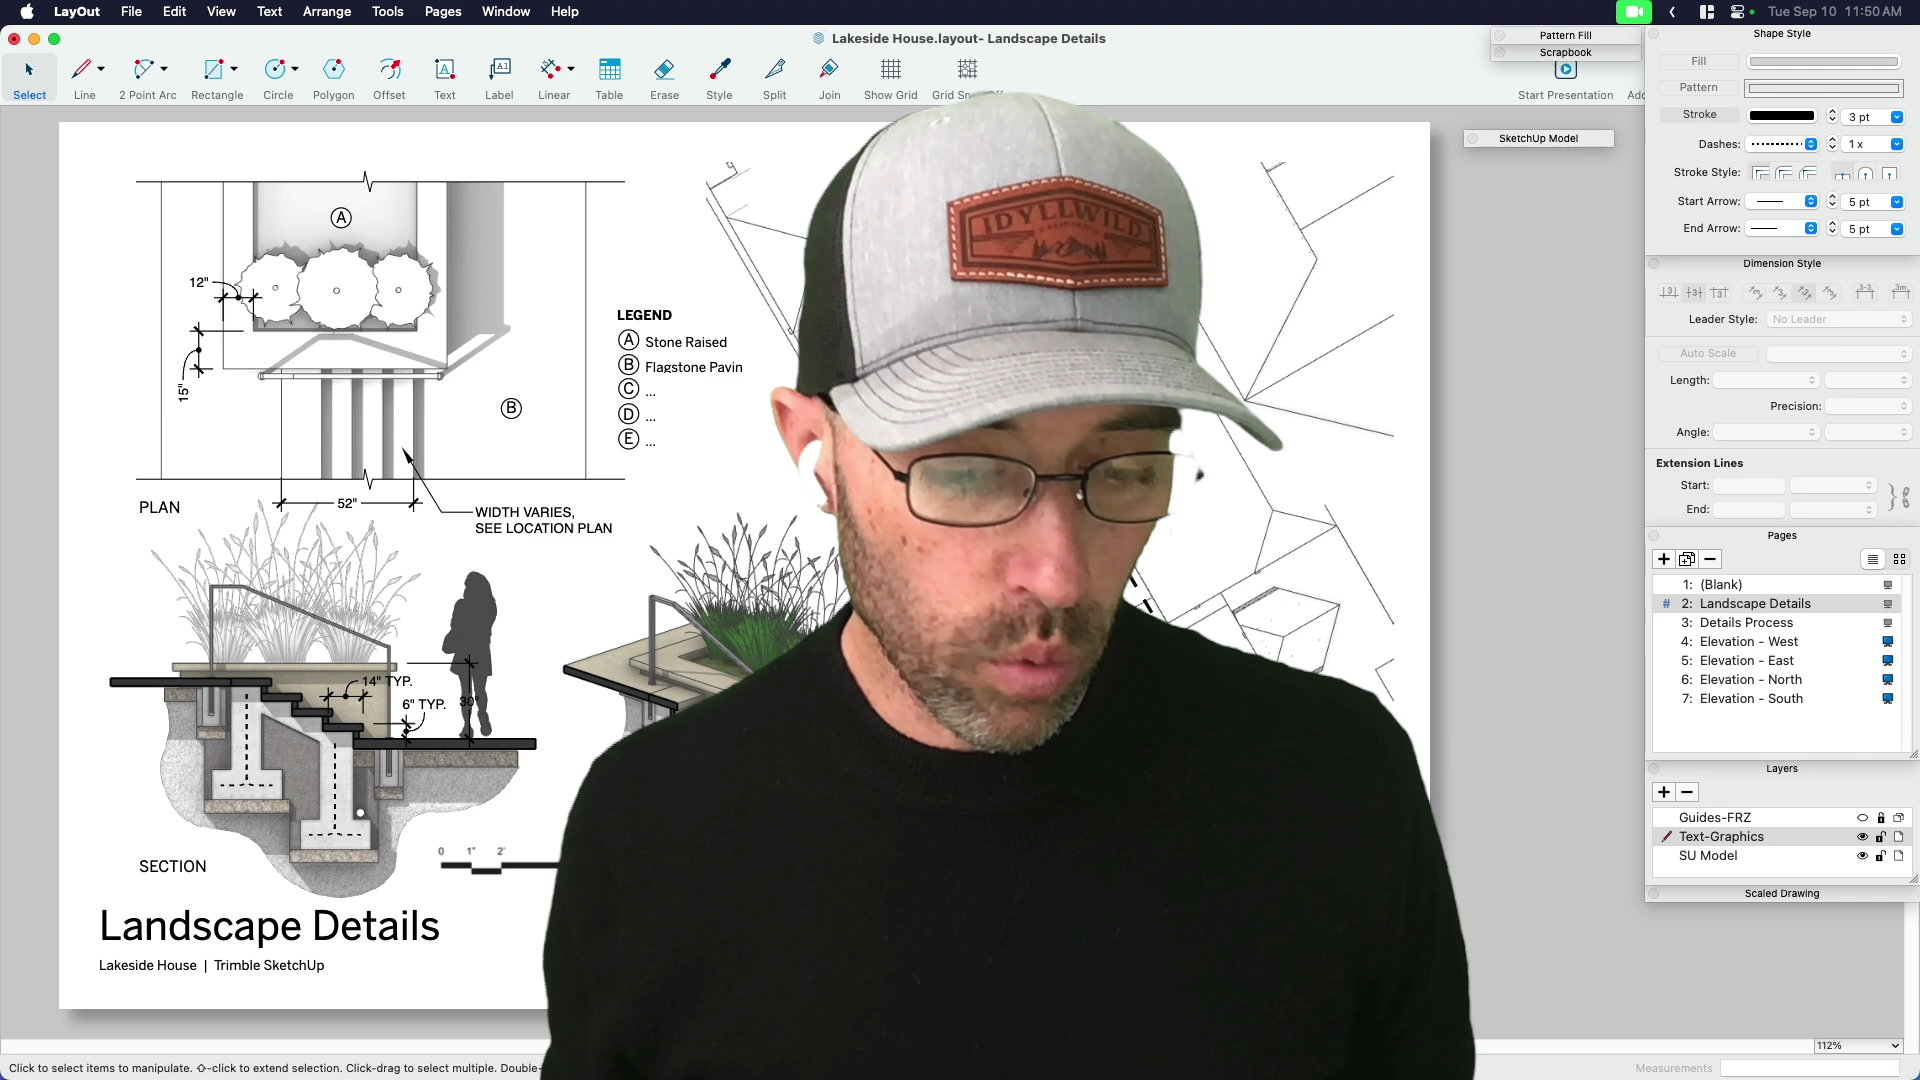 LayOut File Edit View Text Arrange Tools Pages Window Help
Tue Sep 10 11:50 AM
Lakeside House.layout- Landscape Details
Select Line 2 Point Arc Rectangle Circle Polygon Offset Text Label Linear Table Erase Style Split Join Show Grid Grid Sn
Start Presentation
Pattern Fill
Scrapbook
SketchUp Model
Shape Style
Fill
Pattern
Stroke 3 pt
Dashes: 1 x
Stroke Style:
Start Arrow: 5 pt
End Arrow: 5 pt
Dimension Style
Leader Style: No Leader
Auto Scale
Length:
Precision:
Angle:
Extension Lines
Start:
End:
Pages
1: (Blank)
# 2: Landscape Details
3: Details Process
4: Elevation - West
5: Elevation - East
6: Elevation - North
7: Elevation - South
Layers
Guides-FRZ
Text-Graphics
SU Model
Scaled Drawing
A
12"
15"
B
52"
PLAN
WIDTH VARIES,
SEE LOCATION PLAN
LEGEND
A Stone Raised
B Flagstone Pavin
C ...
D ...
E ...
IDYLLWILD
CALIFORNIA
14" TYP.
6" TYP.
30"
SECTION
0 1' 2'
Landscape Details
Lakeside House | Trimble SketchUp
112%
Click to select items to manipulate. ⇧-click to extend selection. Click-drag to select multiple. Double-
Measurements